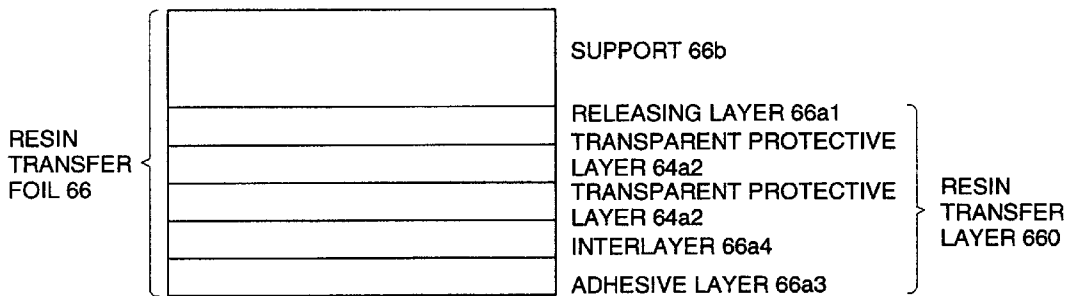 SUPPORT 66b
RESIN
TRANSFER
FOIL 66
RELEASING LAYER 66a1
TRANSPARENT PROTECTIVE
LAYER 64a2
TRANSPARENT PROTECTIVE
LAYER 64a2
INTERLAYER 66a4
ADHESIVE LAYER 66a3
RESIN
TRANSFER
LAYER 660